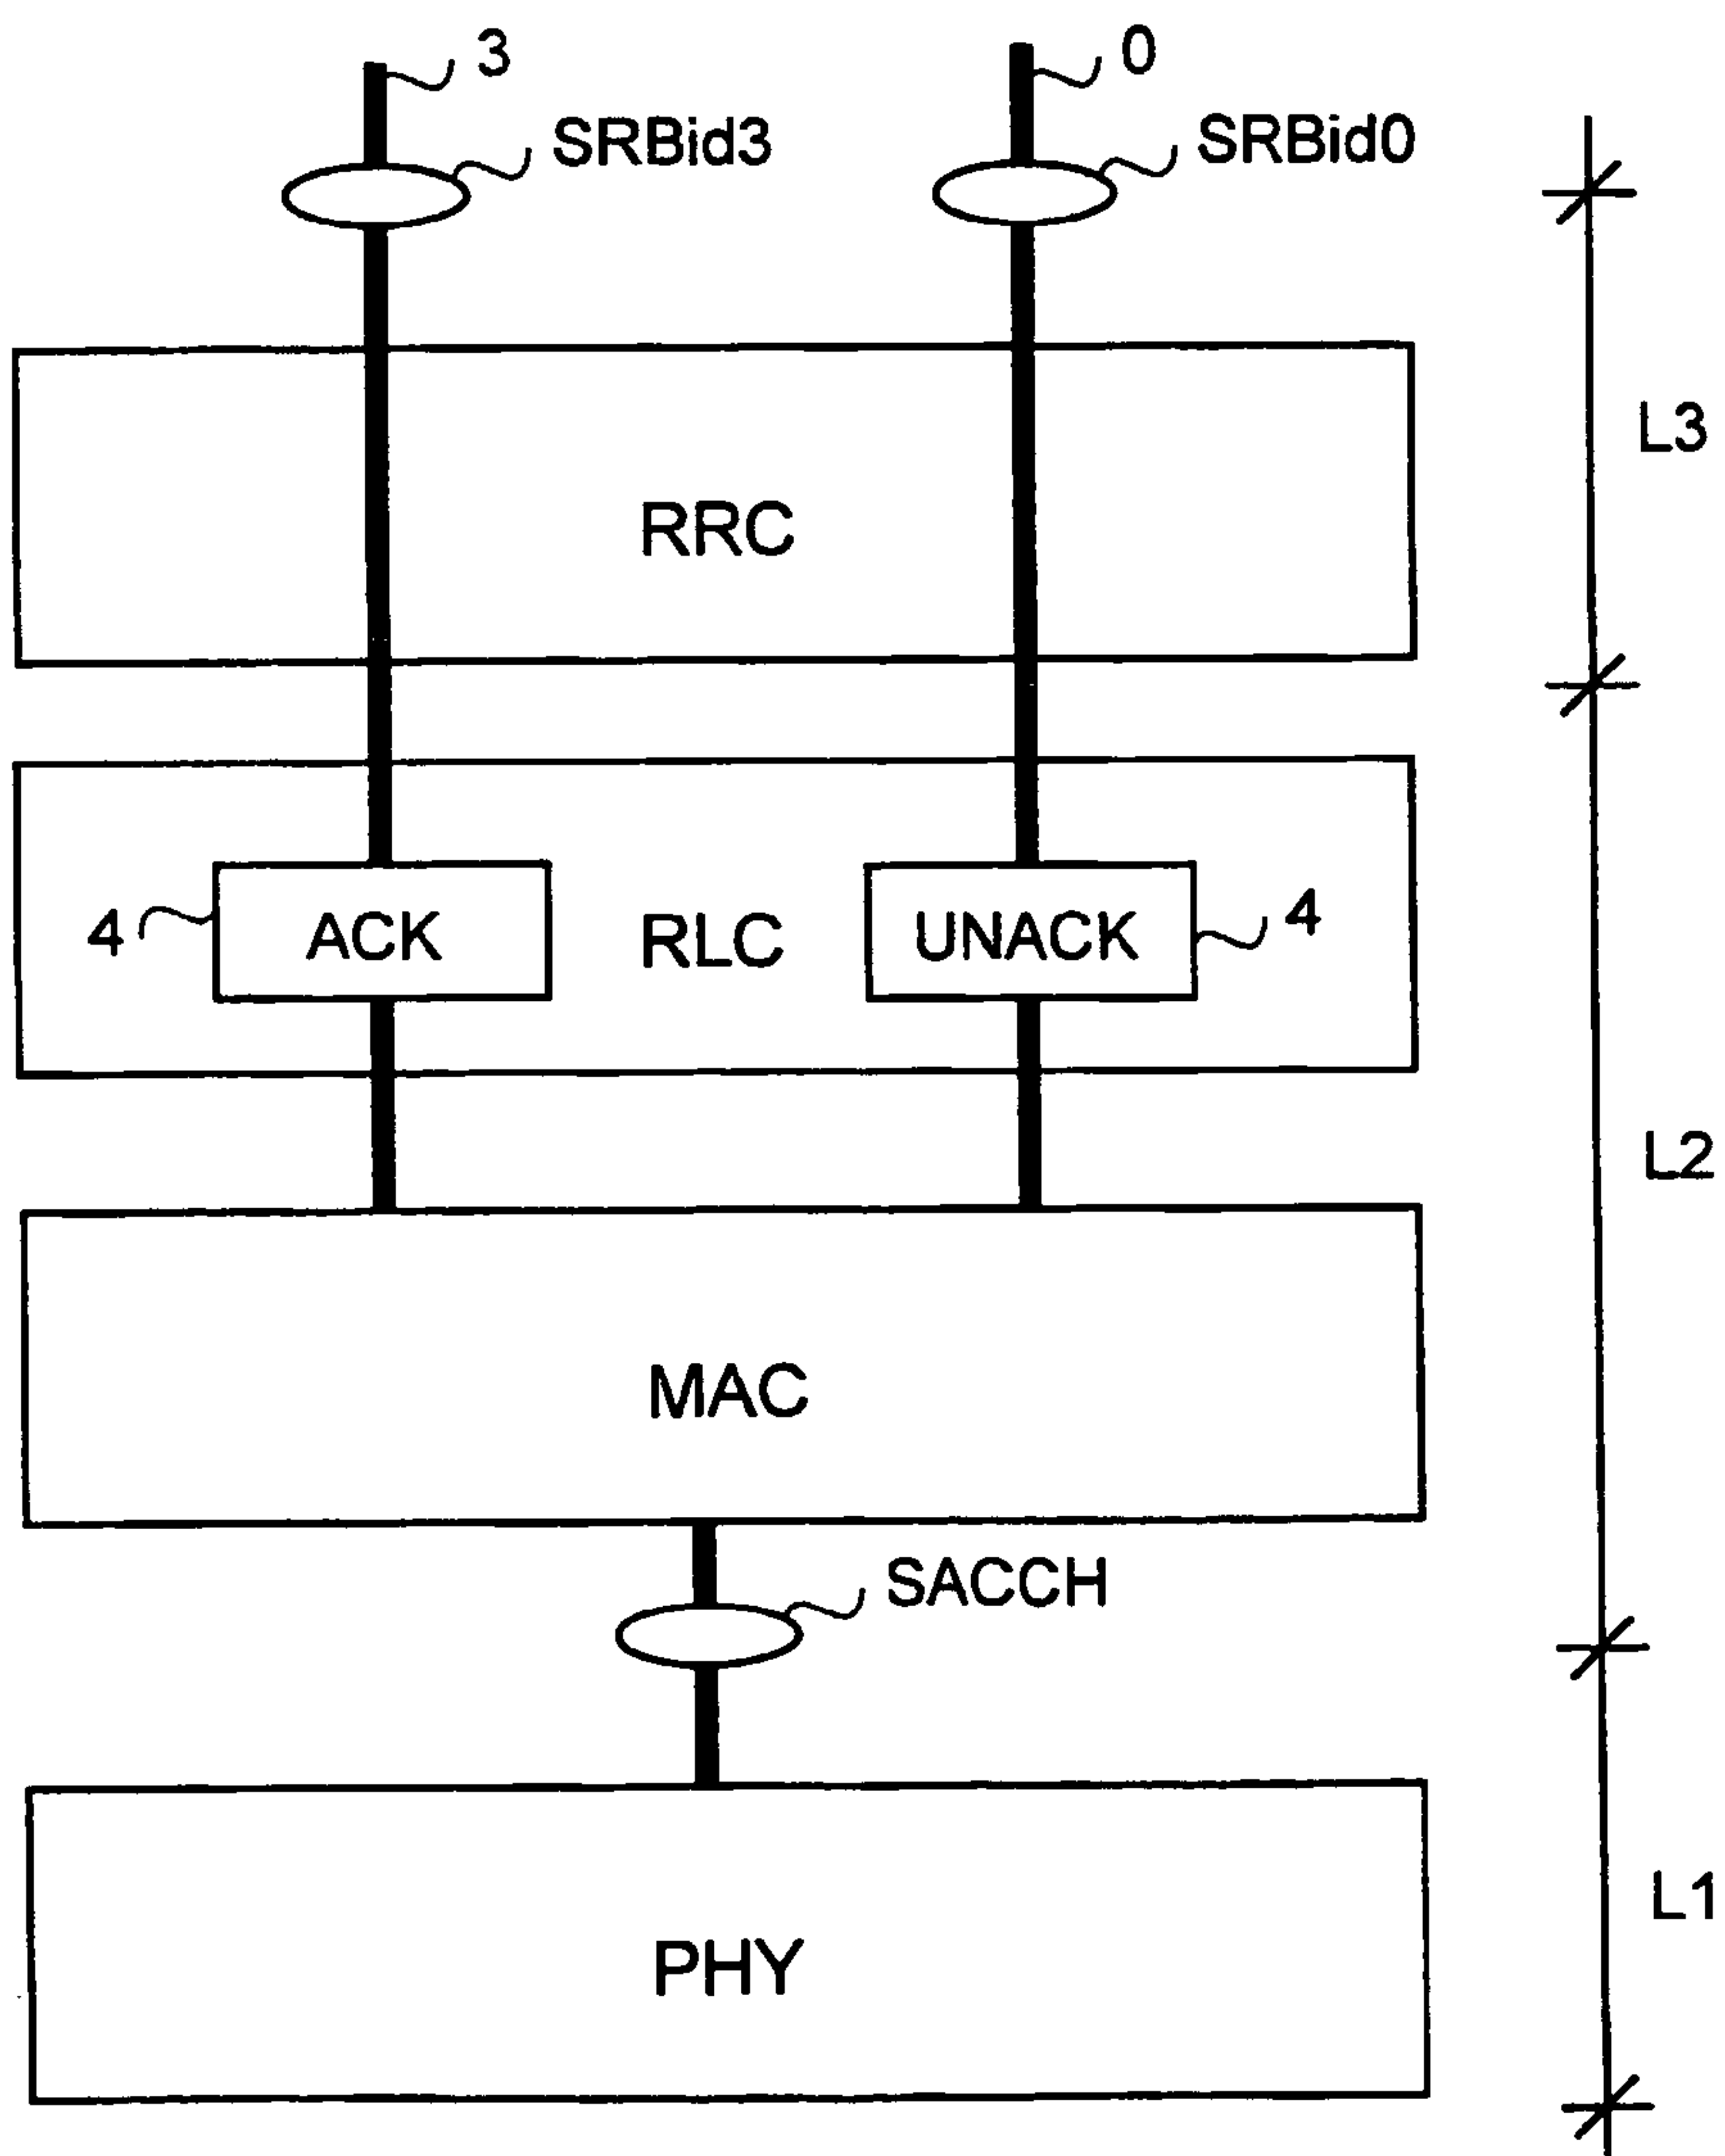 3
0
SRBid3
SRBid0
L3
RRC
4
ACK
RLC
UNACK
4
L2
MAC
SACCH
L1
PHY